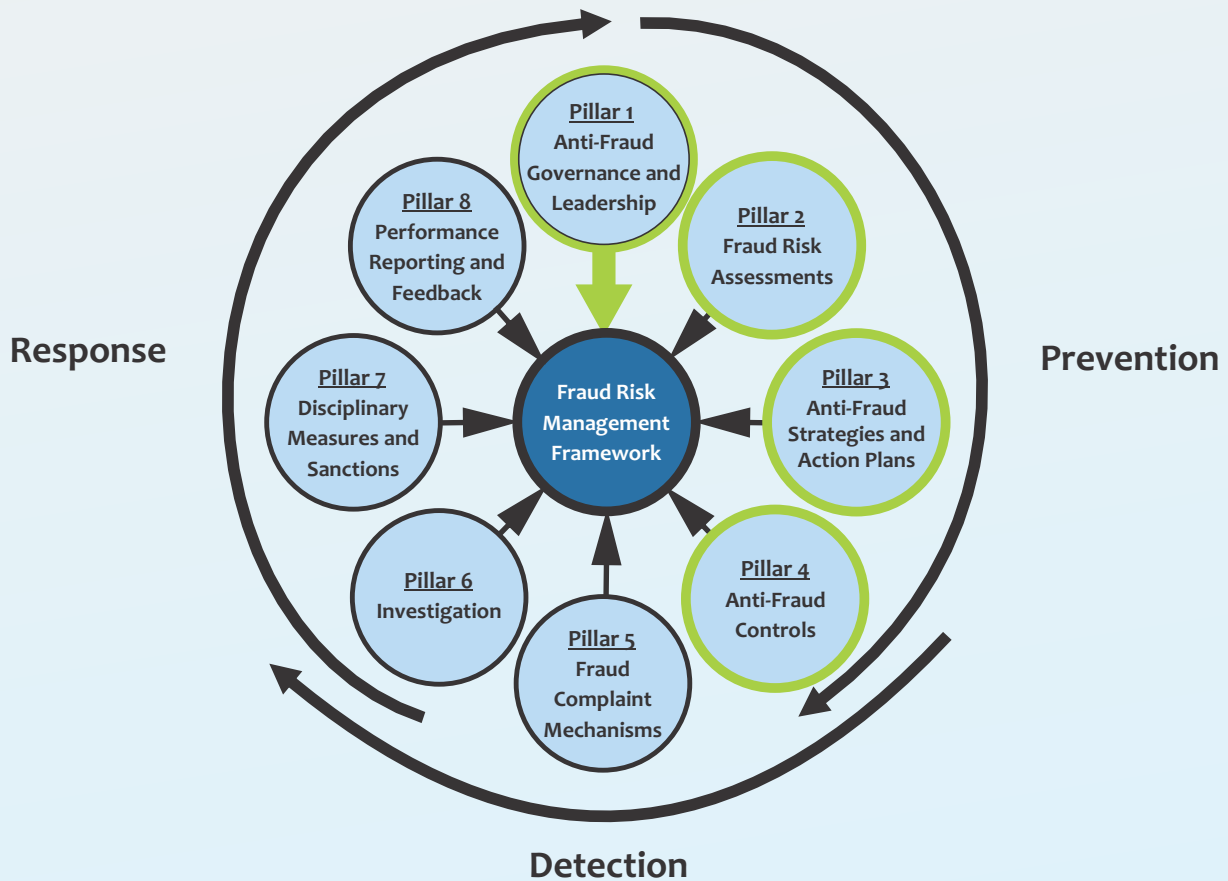 Pillar 1
Anti-Fraud
Governance and
Leadership
Pillar 2
Fraud Risk
Assessments
Pillar 3
Anti-Fraud
Strategies and
Action Plans
Pillar 4
Anti-Fraud
Controls
Pillar 5
Fraud
Complaint
Mechanisms
Pillar 6
Investigation
Pillar 7
Disciplinary
Measures and
Sanctions
Pillar 8
Performance
Reporting and
Feedback
Fraud Risk
Management
Framework
Response
Prevention
Detection